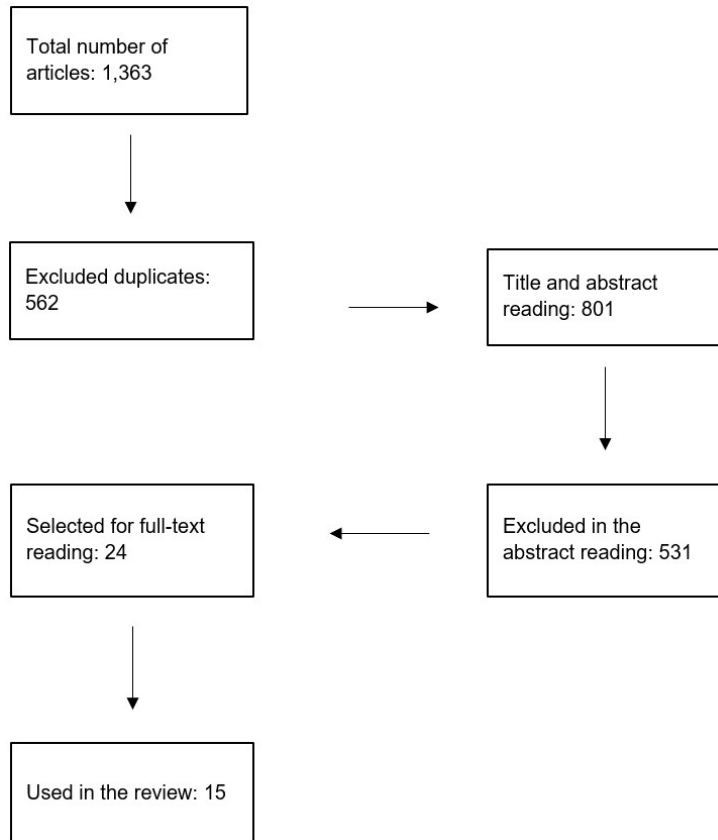 Total number of
articles: 1,363
Excluded duplicates:
562
Title and abstract
reading: 801
Excluded in the
abstract reading: 531
Selected for full-text
reading: 24
Used in the review: 15